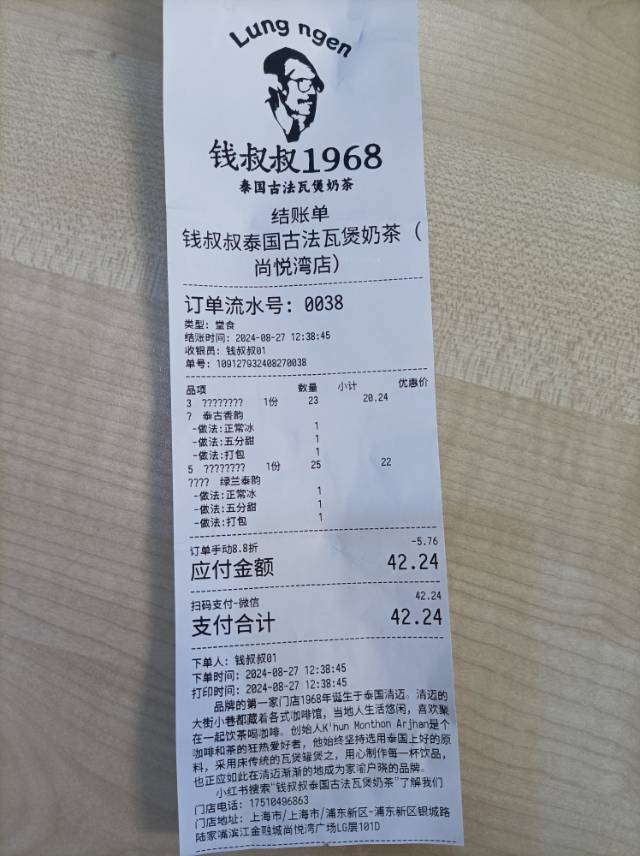 Lung ngen
钱叔叔1968
泰国古法瓦煲奶茶
结账单
钱叔叔泰国古法瓦煲奶茶（
尚悦湾店）
订单流水号: 0038
类型: 堂食
结账时间: 2024-08-27 12:38:45
收银员: 钱叔叔01
单号: 109127932408270038
品项 数量 小计 优惠价
3 ???????? 1份 23 20.24
? 泰古香韵
-做法:正常冰 1
-做法:五分甜 1
-做法:打包 1
5 ???????? 1份 25 22
???? 绿兰泰韵
-做法:正常冰 1
-做法:五分甜 1
-做法:打包 1
订单手动8.8折 -5.76
应付金额 42.24
扫码支付-微信 42.24
支付合计 42.24
下单人: 钱叔叔01
下单时间: 2024-08-27 12:38:45
打印时间: 2024-08-27 12:38:45
品牌的第一家门店1968年诞生于泰国清迈。清迈的
大街小巷都藏着各式咖啡馆，当地人生活悠闲，喜欢聚
在一起饮茶喝咖啡。创始人K'hun Monthon Arjhan是个
咖啡和茶的狂热爱好者，他始终坚持选用泰国上好的原
料，采用床传统的瓦煲罐煲之，用心制作每一杯饮品，
也正应如此在清迈渐渐的地成为家喻户晓的品牌。
小红书搜索“钱叔叔泰国古法瓦煲奶茶”了解我们
门店电话: 17510496863
门店地址: 上海市/上海市/浦东新区-浦东新区银城路
陆家嘴滨江金融城尚悦湾广场LG层101D